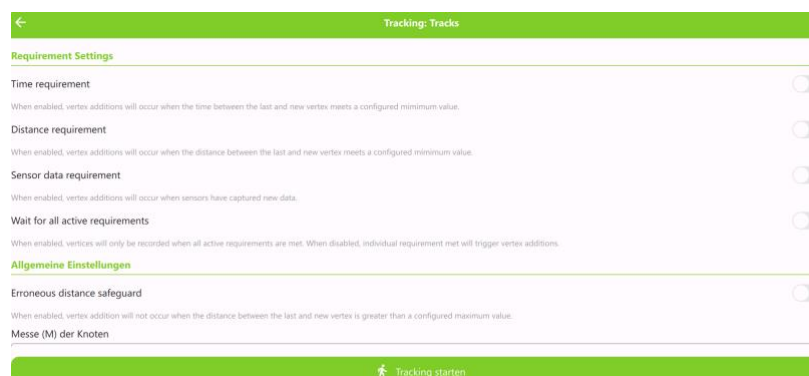 Tracking: Tracks
Requirement Settings
Time requirement
When enabled, vertex additions will occur when the time between the last and new vertex meets a configured mimimum value.
Distance requirement
When enabled, vertex additions will occur when the distance between the last and new vertex meets a configured mimimum value.
Sensor data requirement
When enabled, vertex additions will occur when sensors have captured new data.
Wait for all active requirements
When enabled, vertices will only be recorded when all active requirements are met. When disabled, individual requirement met will trigger vertex additions.
Allgemeine Einstellungen
Erroneous distance safeguard
When enabled, vertex addition will not occur when the distance between the last and new vertex is greater than a configured maximum value.
Messe (M) der Knoten
Tracking starten